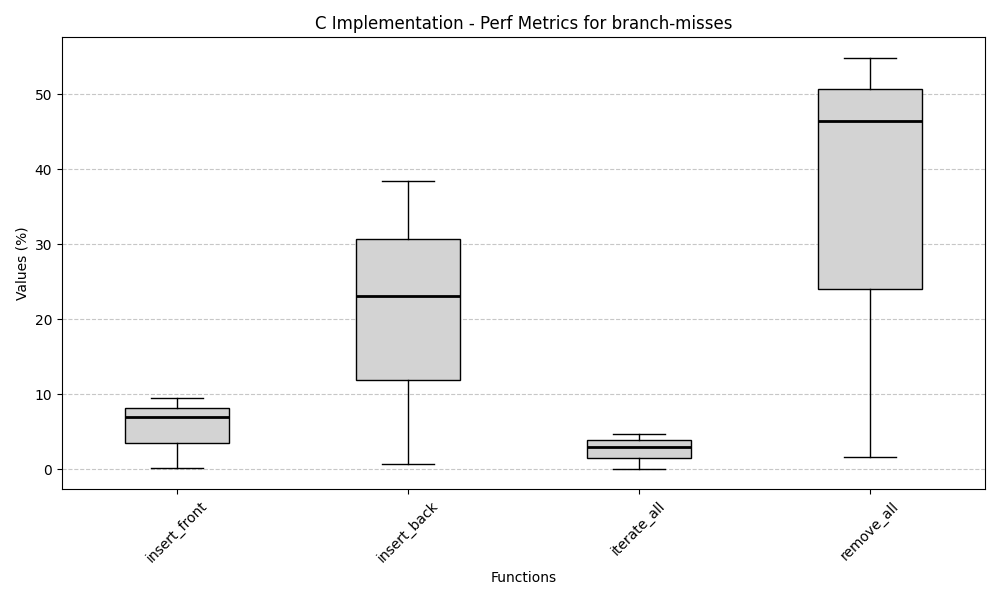 C Implementation - Perf Metrics for branch-misses
Values (%)
50
40
30
20
10
0
insert_front
insert_back
iterate_all
remove_all
Functions